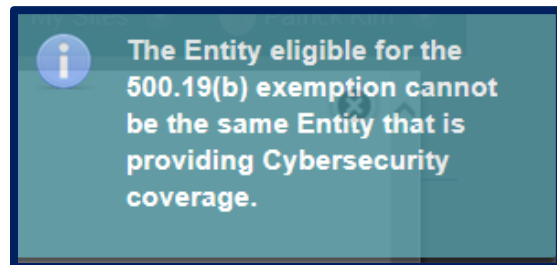 My Sites Patrick Kim
The Entity eligible for the
500.19(b) exemption cannot
be the same Entity that is
providing Cybersecurity
coverage.